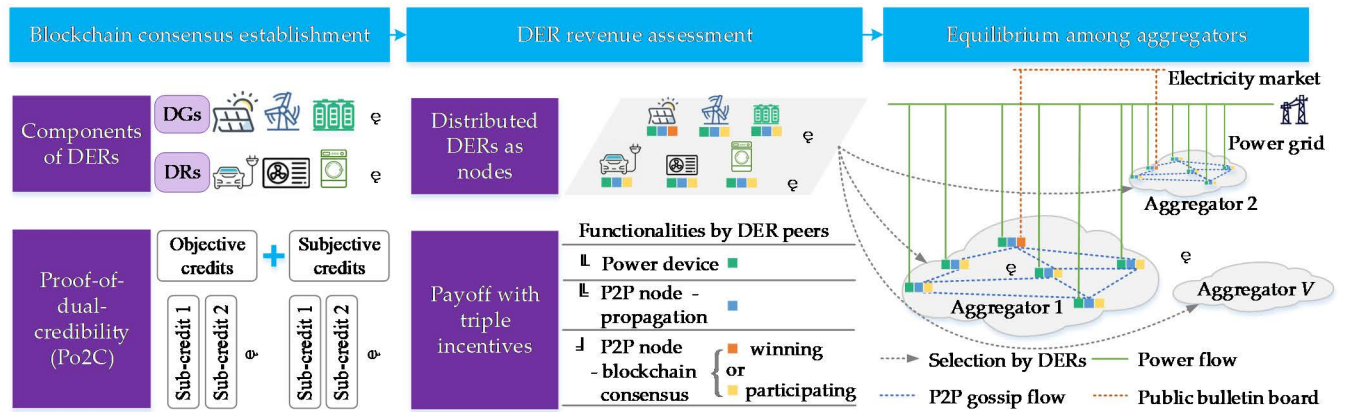 Blockchain consensus establishment
DER revenue assessment
Equilibrium among aggregators
Components
of DERs
DGs
DRs
Distributed
DERs as
nodes
Electricity market
Power grid
Aggregator 2
Aggregator 1
Aggregator V
Proof-of-
dual-
credibility
(Po2C)
Objective
credits
Subjective
credits
Sub-credit 1
Sub-credit 2
Sub-credit 1
Sub-credit 2
Payoff with
triple
incentives
Functionalities by DER peers
Power device
P2P node -
propagation
P2P node
- blockchain
consensus
winning
or
participating
Selection by DERs
Power flow
P2P gossip flow
Public bulletin board